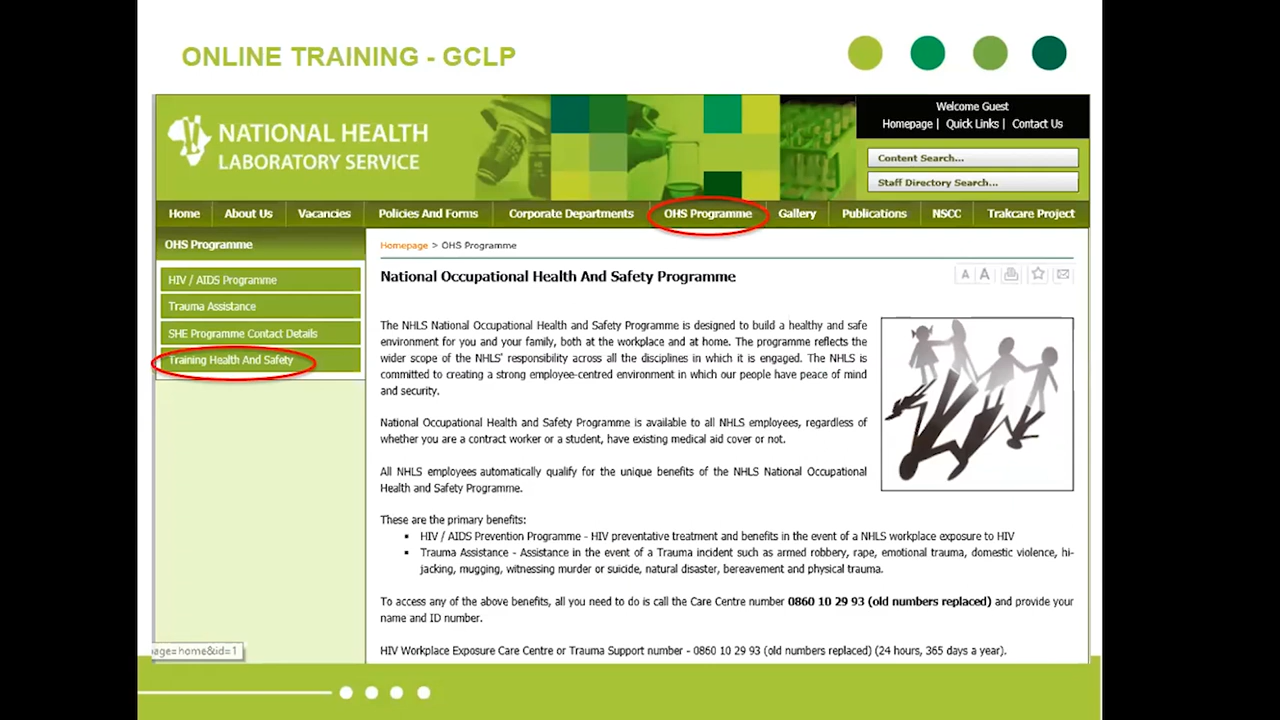 ONLINE TRAINING - GCLP
NATIONAL HEALTH
LABORATORY SERVICE
Welcome Guest
Homepage | Quick Links | Contact Us
Content Search...
Staff Directory Search...
Home About Us Vacancies Policies And Forms Corporate Departments OHS Programme Gallery Publications NSCC Trakcare Project
OHS Programme
HIV / AIDS Programme
Trauma Assistance
SHE Programme Contact Details
Training Health And Safety
Homepage > OHS Programme
National Occupational Health And Safety Programme
A A
The NHLS National Occupational Health and Safety Programme is designed to build a healthy and safe
environment for you and your family, both at the workplace and at home. The programme reflects the
wider scope of the NHLS' responsibility across all the disciplines in which it is engaged. The NHLS is
committed to creating a strong employee-centred environment in which our people have peace of mind
and security.
National Occupational Health and Safety Programme is available to all NHLS employees, regardless of
whether you are a contract worker or a student, have existing medical aid cover or not.
All NHLS employees automatically qualify for the unique benefits of the NHLS National Occupational
Health and Safety Programme.
These are the primary benefits:
▪ HIV / AIDS Prevention Programme - HIV preventative treatment and benefits in the event of a NHLS workplace exposure to HIV
▪ Trauma Assistance - Assistance in the event of a Trauma incident such as armed robbery, rape, emotional trauma, domestic violence, hi-
jacking, mugging, witnessing murder or suicide, natural disaster, bereavement and physical trauma.
To access any of the above benefits, all you need to do is call the Care Centre number 0860 10 29 93 (old numbers replaced) and provide your
name and ID number.
HIV Workplace Exposure Care Centre or Trauma Support number - 0860 10 29 93 (old numbers replaced) (24 hours, 365 days a year).
page=home&id=1